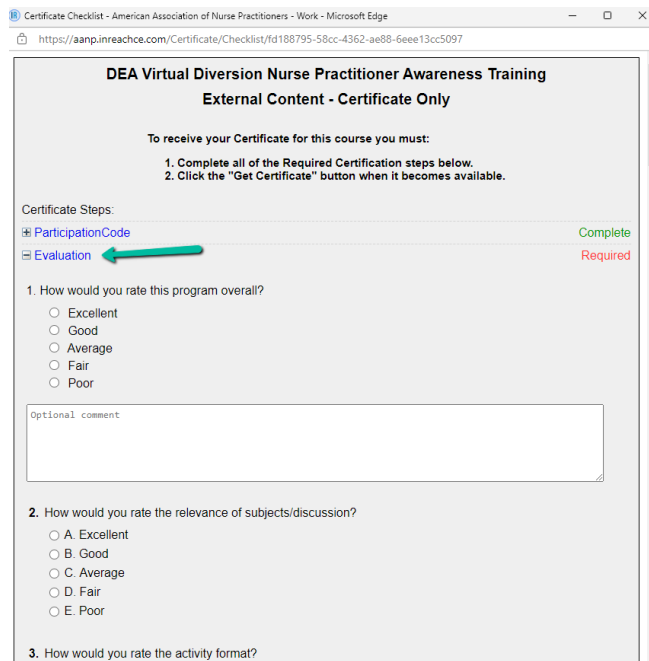 Certificate Checklist - American Association of Nurse Practitioners - Work - Microsoft Edge
https://aanp.inreachce.com/Certificate/Checklist/fd188795-58cc-4362-ae88-6eee13cc5097
DEA Virtual Diversion Nurse Practitioner Awareness Training
External Content - Certificate Only
To receive your Certificate for this course you must:
1. Complete all of the Required Certification steps below.
2. Click the "Get Certificate" button when it becomes available.
Certificate Steps:
ParticipationCode Complete
Evaluation Required
1. How would you rate this program overall?
Excellent
Good
Average
Fair
Poor
Optional comment
2. How would you rate the relevance of subjects/discussion?
A. Excellent
B. Good
C. Average
D. Fair
E. Poor
3. How would you rate the activity format?